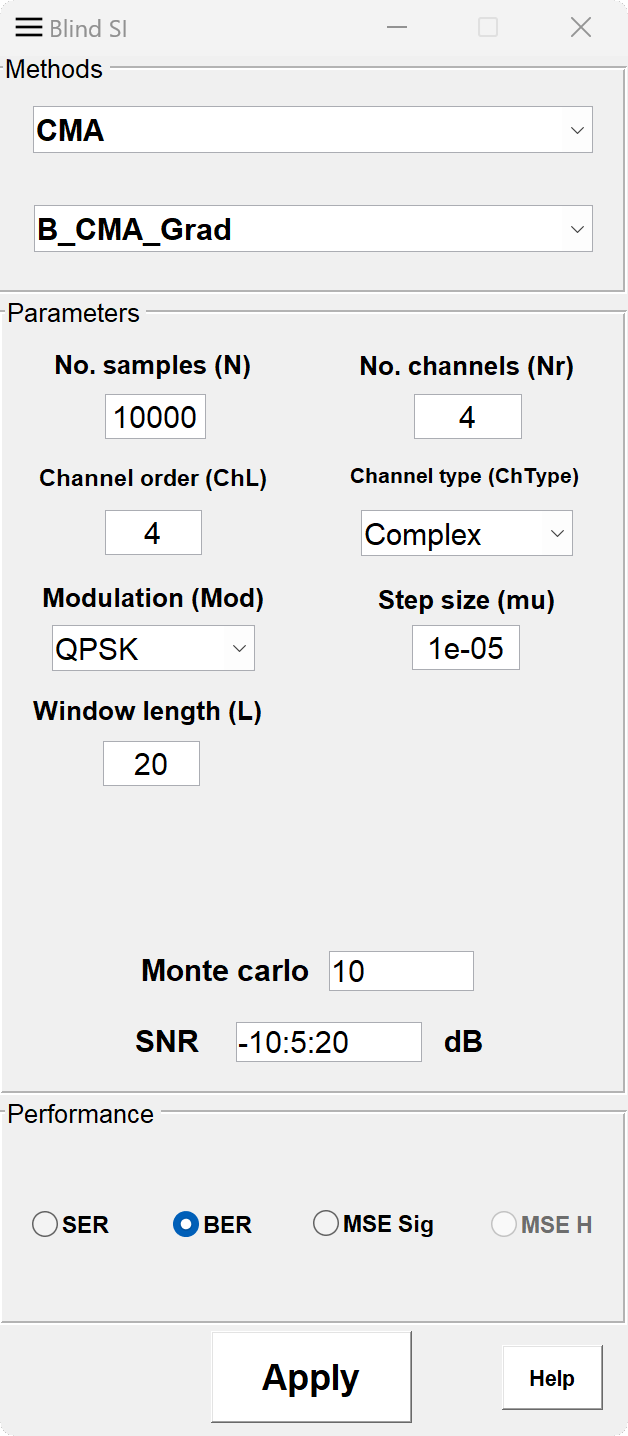 Blind SI
Methods
CMA
B_CMA_Grad
Parameters
No. samples (N)
No. channels (Nr)
10000
4
Channel order (ChL)
Channel type (ChType)
4
Complex
Modulation (Mod)
Step size (mu)
QPSK
1e-05
Window length (L)
20
Monte carlo 10
SNR -10:5:20 dB
Performance
SER BER MSE Sig MSE H
Apply
Help